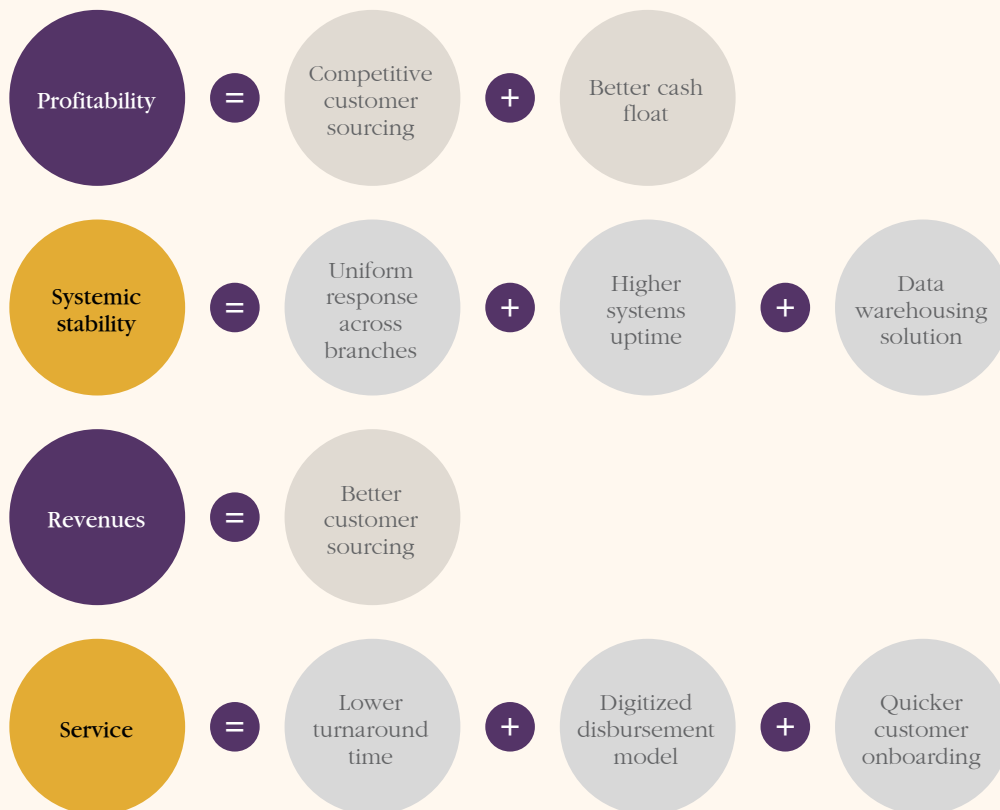 Profitability = Competitive customer sourcing + Better cash float
Systemic stability = Uniform response across branches + Higher systems uptime + Data warehousing solution
Revenues = Better customer sourcing
Service = Lower turnaround time + Digitized disbursement model + Quicker customer onboarding